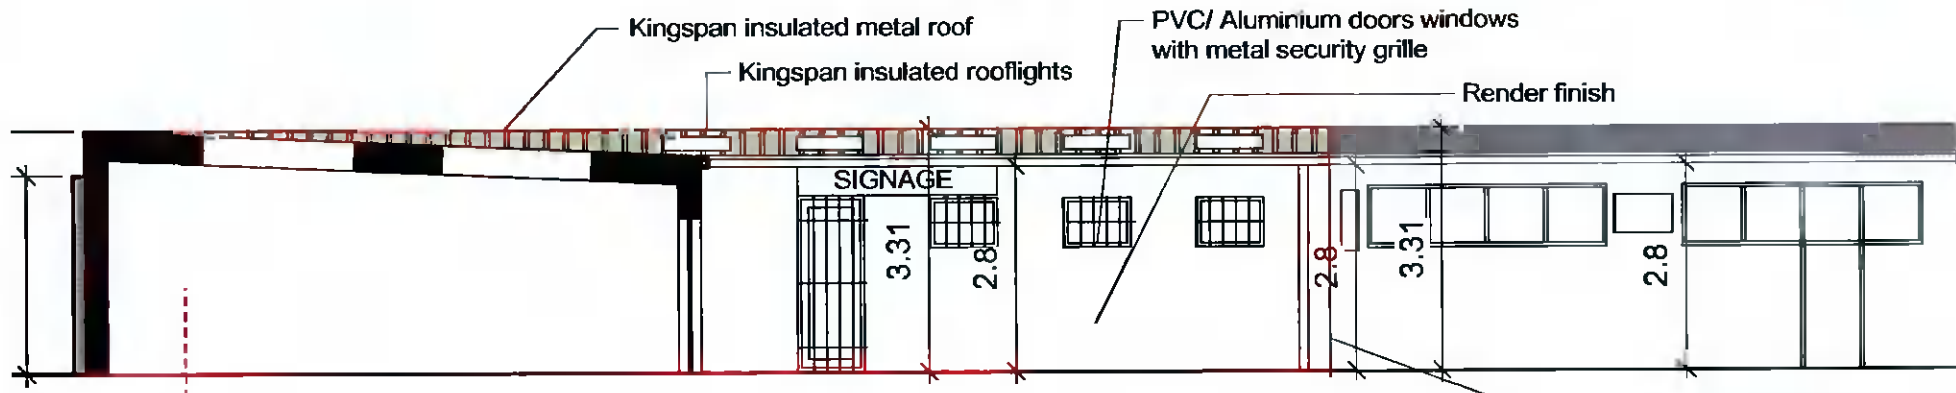 Kingspan insulated metal roof
PVC/ Aluminium doors windows
with metal security grille
Kingspan insulated rooflights
Render finish
SIGNAGE
3.31
2.8
2.8
3.31
2.8